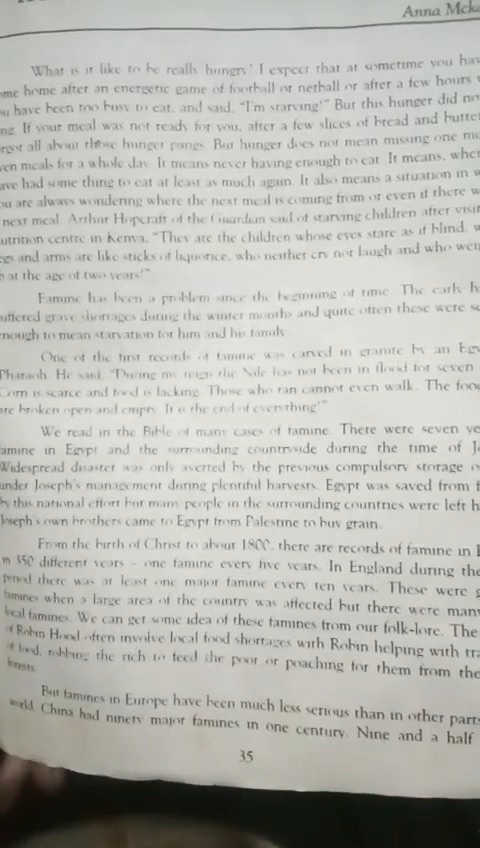 Anna Mck
What is it like to be really hungry? I expect that at sometime you hav
ome home after an energetic game of football or netball or after a few hours
ou have been too busy to eat, and said, "I'm starving!" But this hunger did no
ng. If your meal was not ready for you, after a few slices of bread and butte
rgot all about those hunger pangs. But hunger does not mean missing one mu
ven meals for a whole day. It means never having enough to eat. It means, whe
ave had some thing to eat at least as much again. It also means a situation in w
ou are always wondering where the next meal is coming from or even if there w
next meal. Arthur Hopcraft of the Guardian said of starving children after visi
utrition centre in Kenya, "They are the children whose eyes stare as if blind, w
egs and arms are like sticks of liquorice, who neither cry nor laugh and who wei
at the age of two years!"
Famine has been a problem since the beginning of time. The early h
uffered grave shortages during the winter months and quite often these were se
enough to mean starvation for him and his family.
One of the first records of famine was carved in granite by an Egy
Pharaoh. He said, "During my reign the Nile has not been in flood for seven
Corn is scarce and food is lacking. Those who ran cannot even walk. The foo
are broken open and empty. It is the end of everything!"
We read in the Bible of many cases of famine. There were seven ye
amine in Egypt and the surrounding countryside during the time of J
Widespread disaster was only averted by the previous compulsory storage o
under Joseph's management during plentiful harvests. Egypt was saved from f
by this national effort but many people in the surrounding countries were left h
Joseph's own brothers came to Egypt from Palestine to buy grain.
From the birth of Christ to about 1800, there are records of famine in
in 350 different years - one famine every five years. In England during the
period there was at least one major famine every ten years. These were g
famines when a large area of the country was affected but there were man
local famines. We can get some idea of these famines from our folk-lore. The
of Robin Hood often involve local food shortages with Robin helping with tra
of food, robbing the rich to feed the poor or poaching for them from the
forests.
But famines in Europe have been much less serious than in other part
world. China had ninety major famines in one century. Nine and a half
35